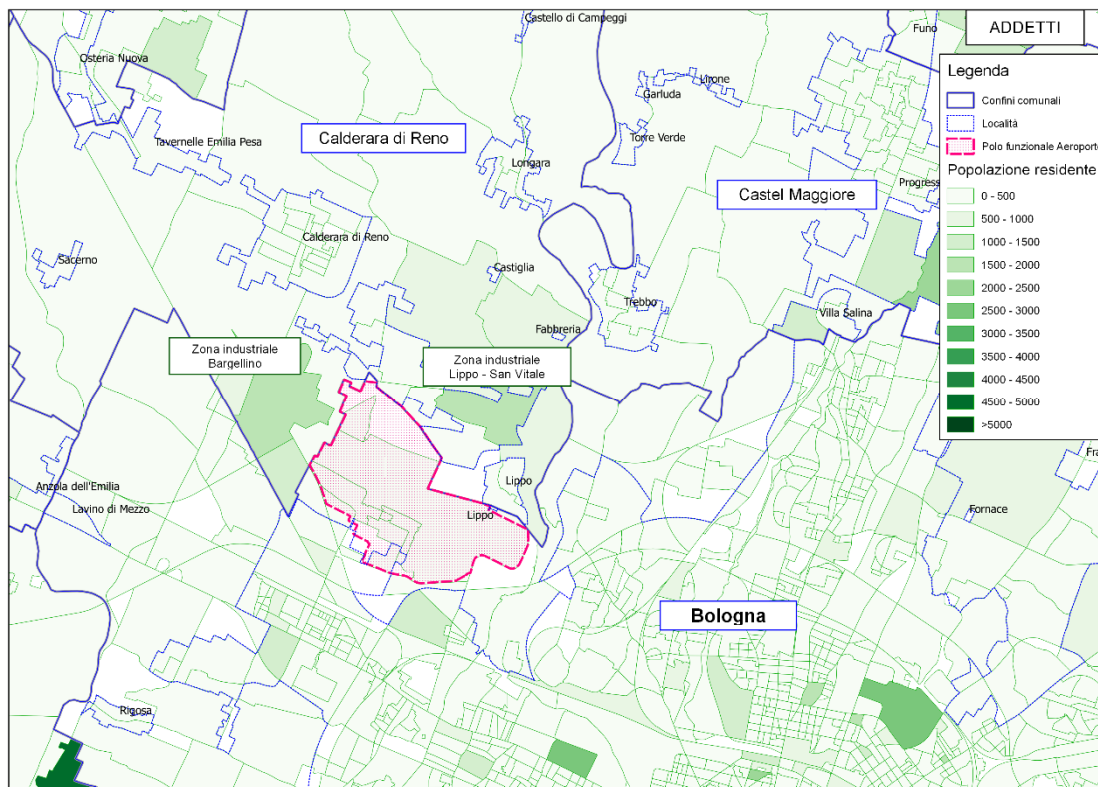 ADDETTI
Castello di Campeggi
Funo
Osteria Nuova
Legenda
Confini comunali
Località
Polo funzionale Aeroporto
Popolazione residente
0 - 500
500 - 1000
1000 - 1500
1500 - 2000
2000 - 2500
2500 - 3000
3000 - 3500
3500 - 4000
4000 - 4500
4500 - 5000
>5000
Lirone
Garluda
Torre Verde
Tavernelle Emilia Pesa
Calderara di Reno
Longara
Castel Maggiore
Progress
Calderara di Reno
Sacerno
Castiglia
Trebbo
Villa Salina
Fabbreria
Zona industriale
Bargellino
Zona industriale
Lippo - San Vitale
Anzola dell'Emilia
Lavino di Mezzo
Lippo
Lippo
Fra
Fornace
Bologna
Rigosa